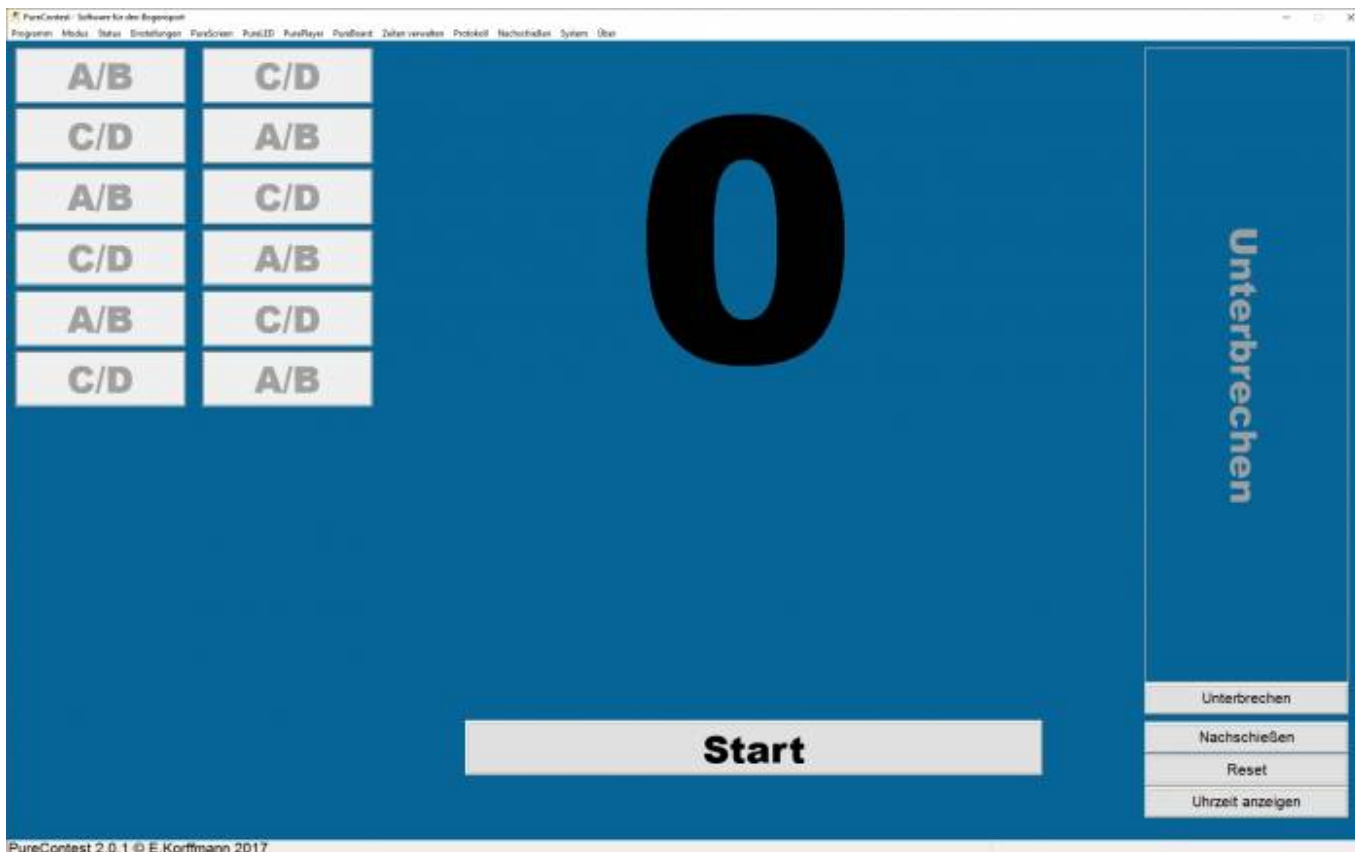 PureContest - Software für den Bogensport
Programm Modus Status Einstellungen PureScreen PureLED PurePlayer PureBoard Zeiten verwalten Protokoll Nachschießen System Über
A/B C/D
C/D A/B
A/B C/D
C/D A/B
A/B C/D
C/D A/B
0
Unterbrechen
Unterbrechen
Start
Nachschießen
Reset
Uhrzeit anzeigen
PureContest 2.0.1 © E.Korffmann 2017